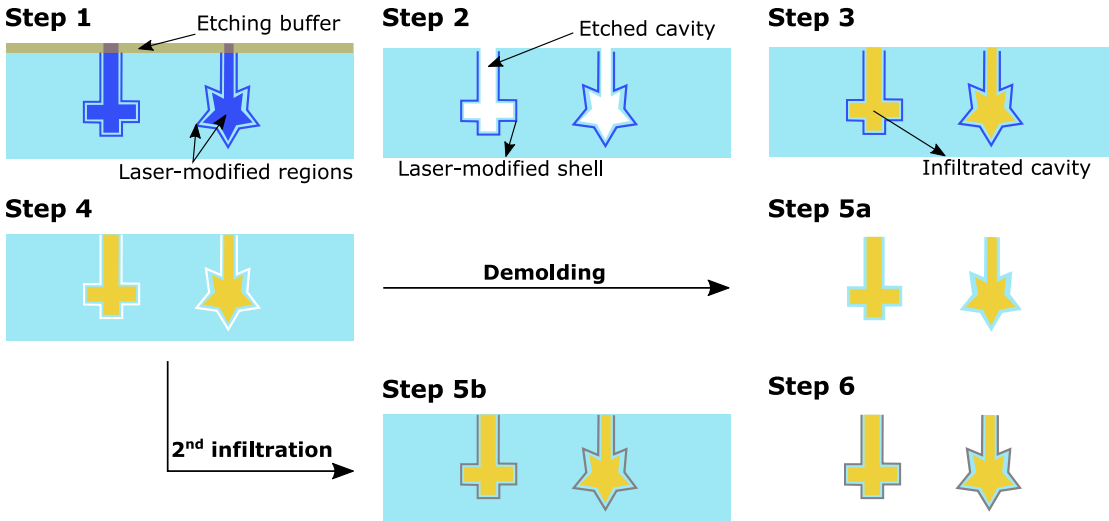 Step 1
Etching buffer
Laser-modified regions
Step 2
Etched cavity
Laser-modified shell
Step 3
Infiltrated cavity
Step 4
Demolding
Step 5a
2nd infiltration
Step 5b
Step 6